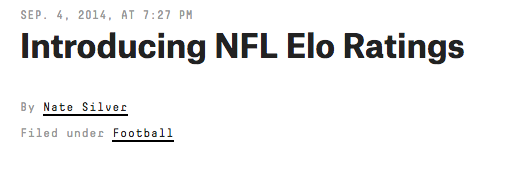 SEP. 4, 2014, AT 7:27 PM
Introducing NFL Elo Ratings
By Nate Silver
Filed under Football